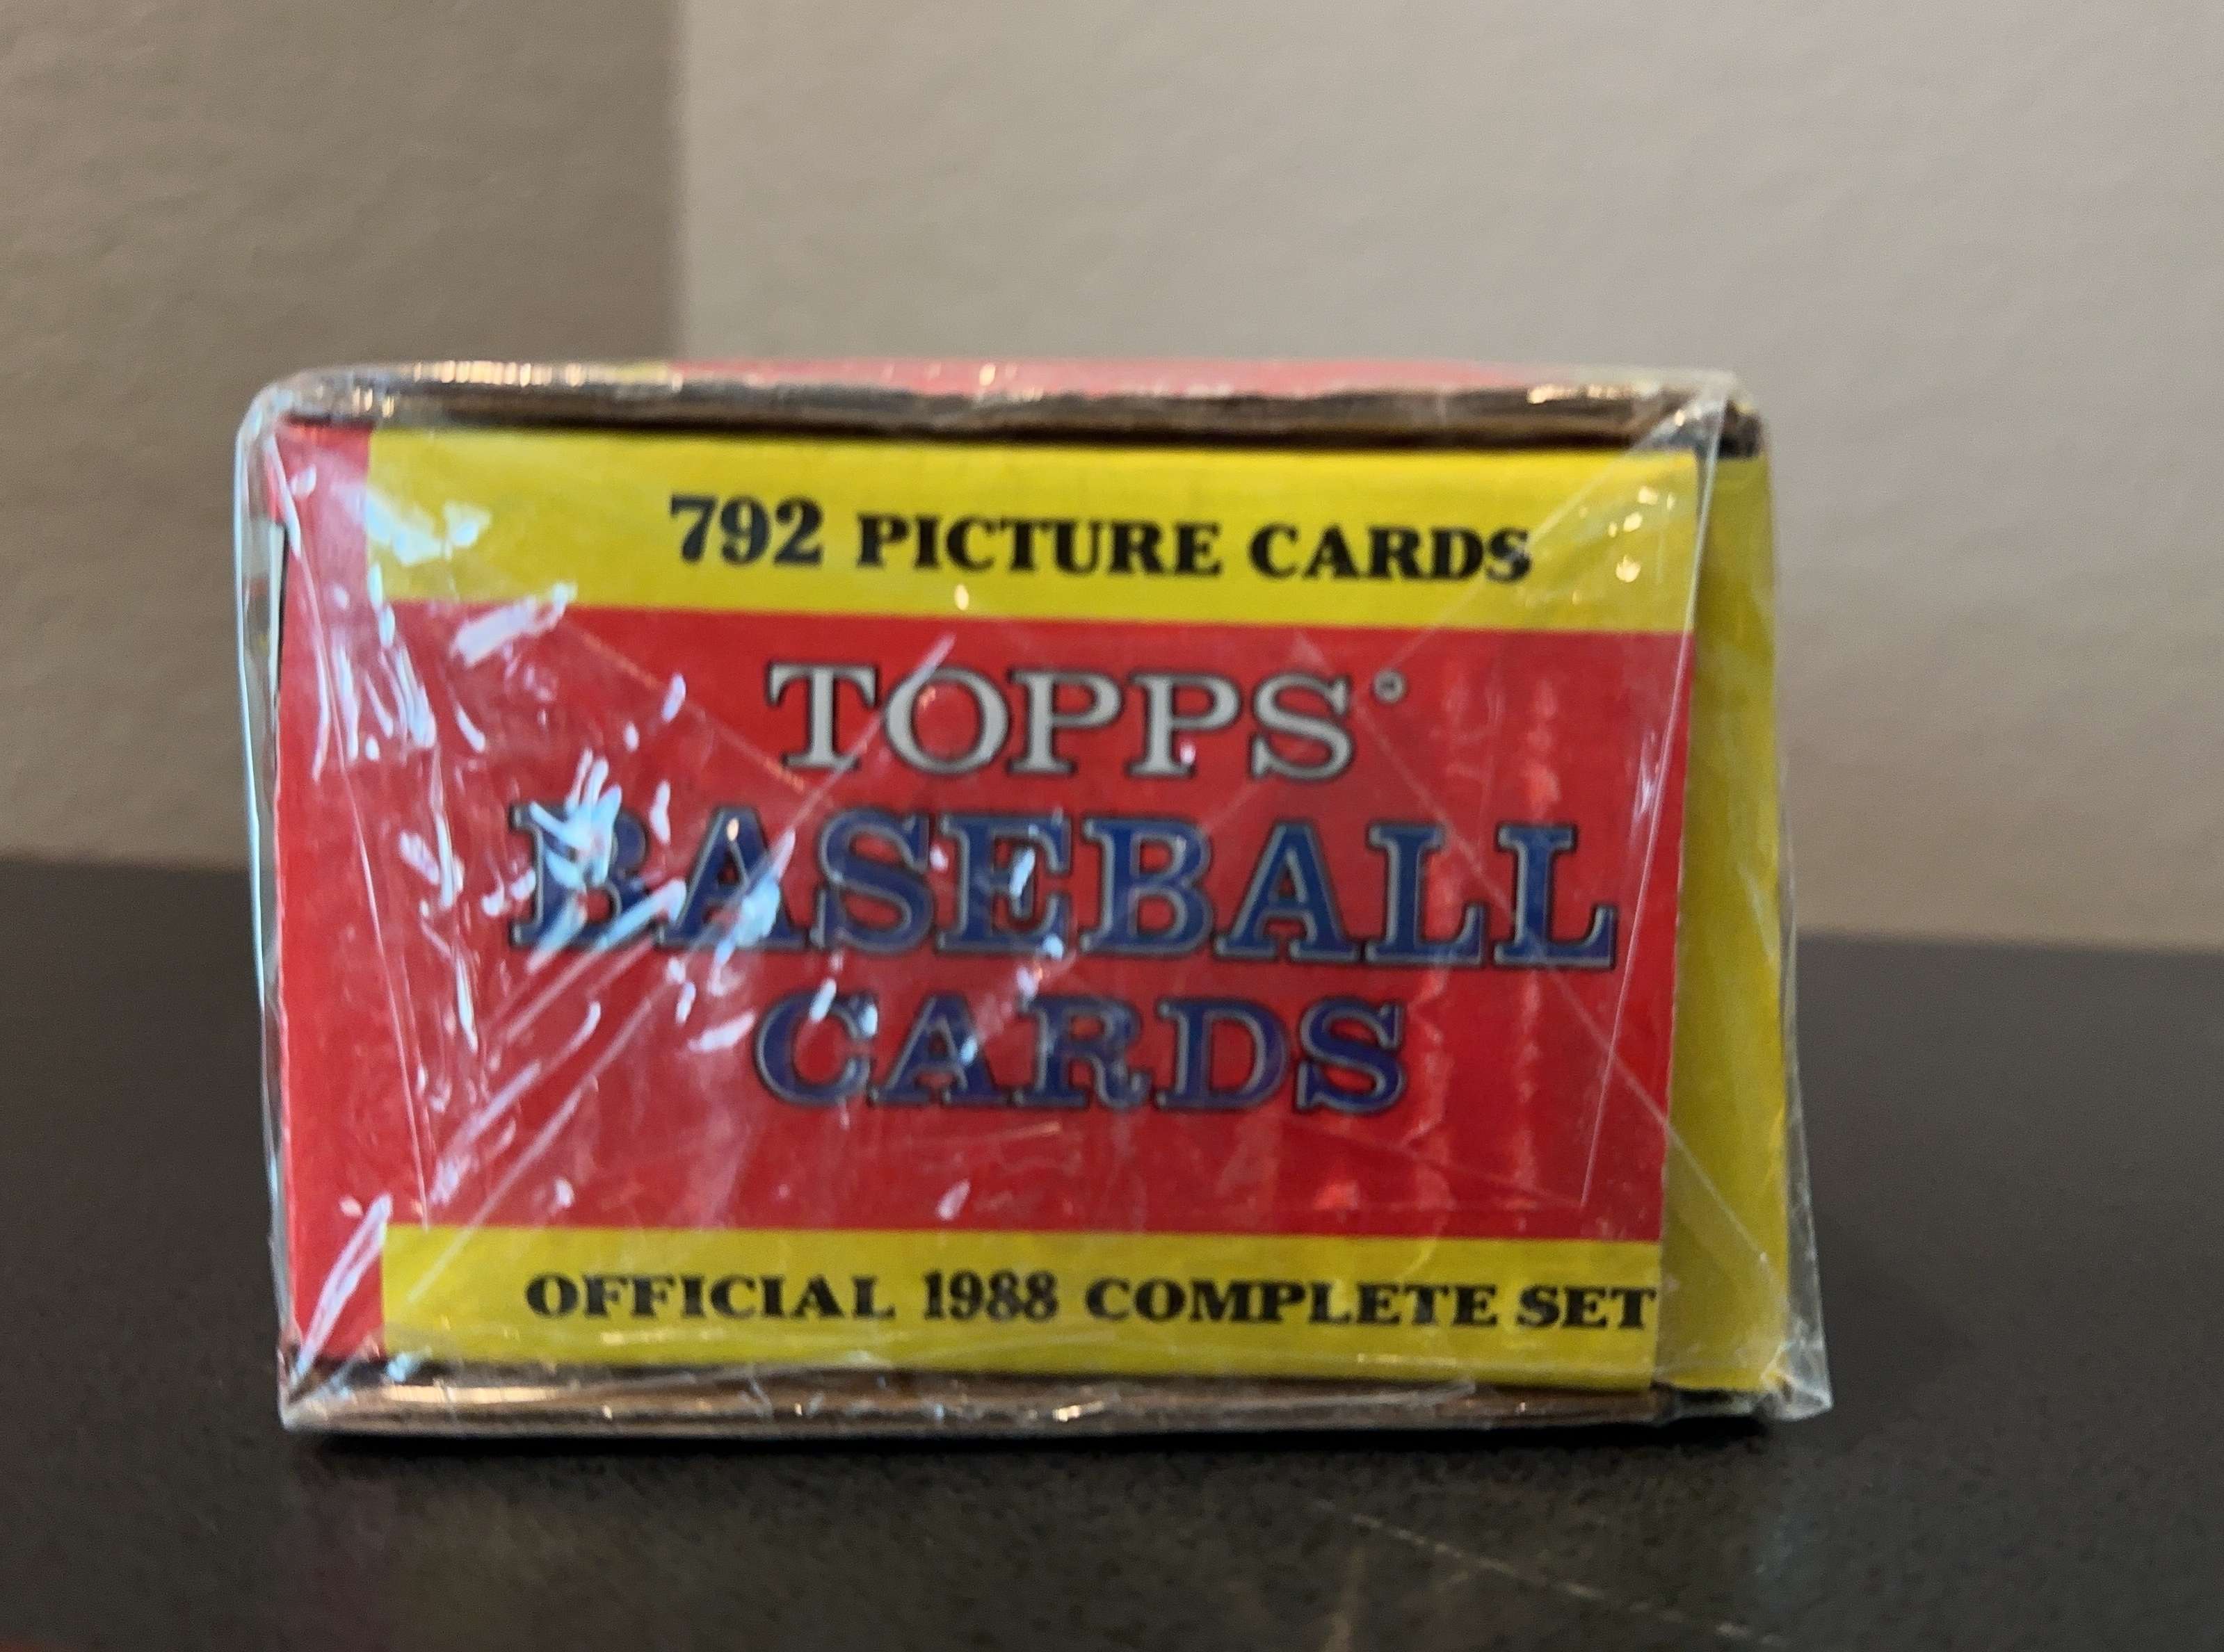 792 PICTURE CARDS
TOPPS®
BASEBALL
CARDS
OFFICIAL 1988 COMPLETE SET